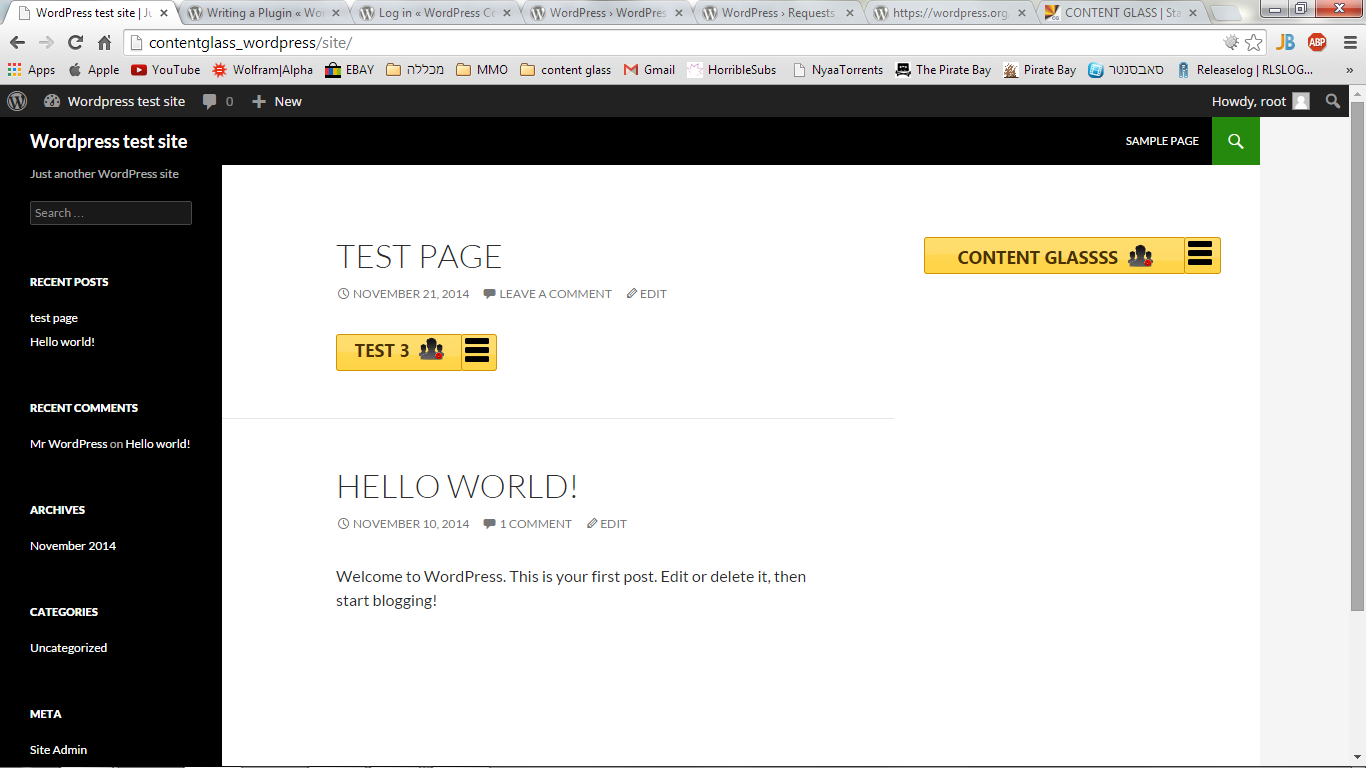 WordPress test site | Ju
Writing a Plugin « Wor
Log in « WordPress Co
WordPress › WordPres
WordPress › Requests
https://wordpress.org/
CONTENT GLASS | Sta
contentglass_wordpress/site/
JB ABP
Apps Apple YouTube Wolfram|Alpha EBAY מכללה MMO content glass Gmail HorribleSubs NyaaTorrents The Pirate Bay Pirate Bay סאבסנטר Releaselog | RLSLOG... »
Wordpress test site 0 New Howdy, root
Wordpress test site
SAMPLE PAGE
Just another WordPress site
Search …
RECENT POSTS
test page
Hello world!
RECENT COMMENTS
Mr WordPress on Hello world!
ARCHIVES
November 2014
CATEGORIES
Uncategorized
META
Site Admin
TEST PAGE
NOVEMBER 21, 2014 LEAVE A COMMENT EDIT
TEST 3
HELLO WORLD!
NOVEMBER 10, 2014 1 COMMENT EDIT
Welcome to WordPress. This is your first post. Edit or delete it, then
start blogging!
CONTENT GLASSSS